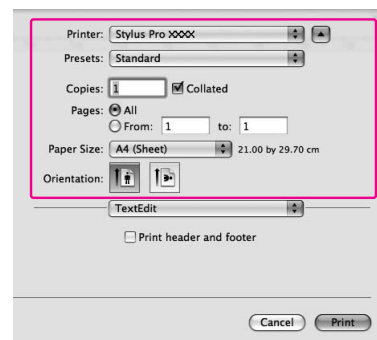 Printer: Stylus Pro XXXX
Presets: Standard
Copies: 1 Collated
Pages: All
From: 1 to: 1
Paper Size: A4 (Sheet) 21.00 by 29.70 cm
Orientation:
TextEdit
Print header and footer
Cancel Print